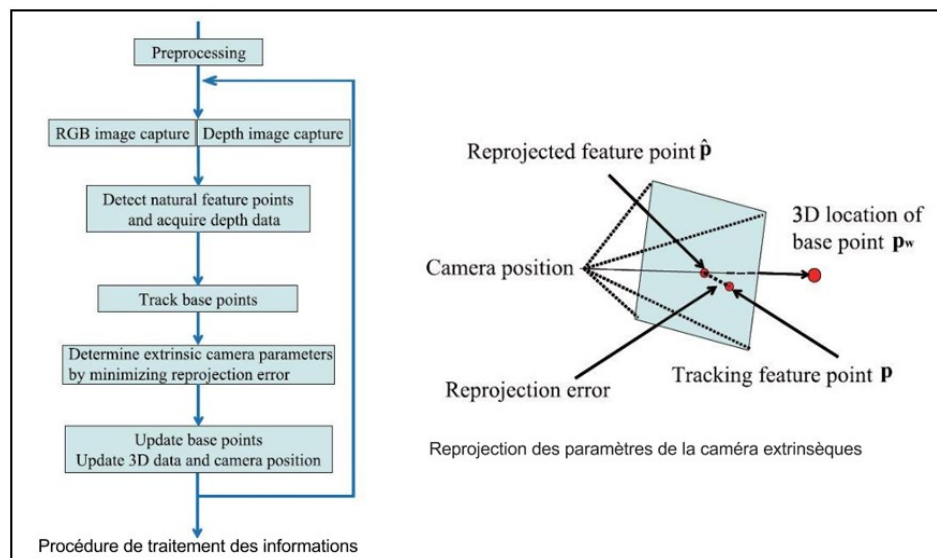 Preprocessing
RGB image capture
Depth image capture
Detect natural feature points
and acquire depth data
Track base points
Determine extrinsic camera parameters
by minimizing reprojection error
Update base points
Update 3D data and camera position
Procédure de traitement des informations
Reprojected feature point p̂
3D location of
base point pw
Camera position
Reprojection error
Tracking feature point p
Reprojection des paramètres de la caméra extrinsèques